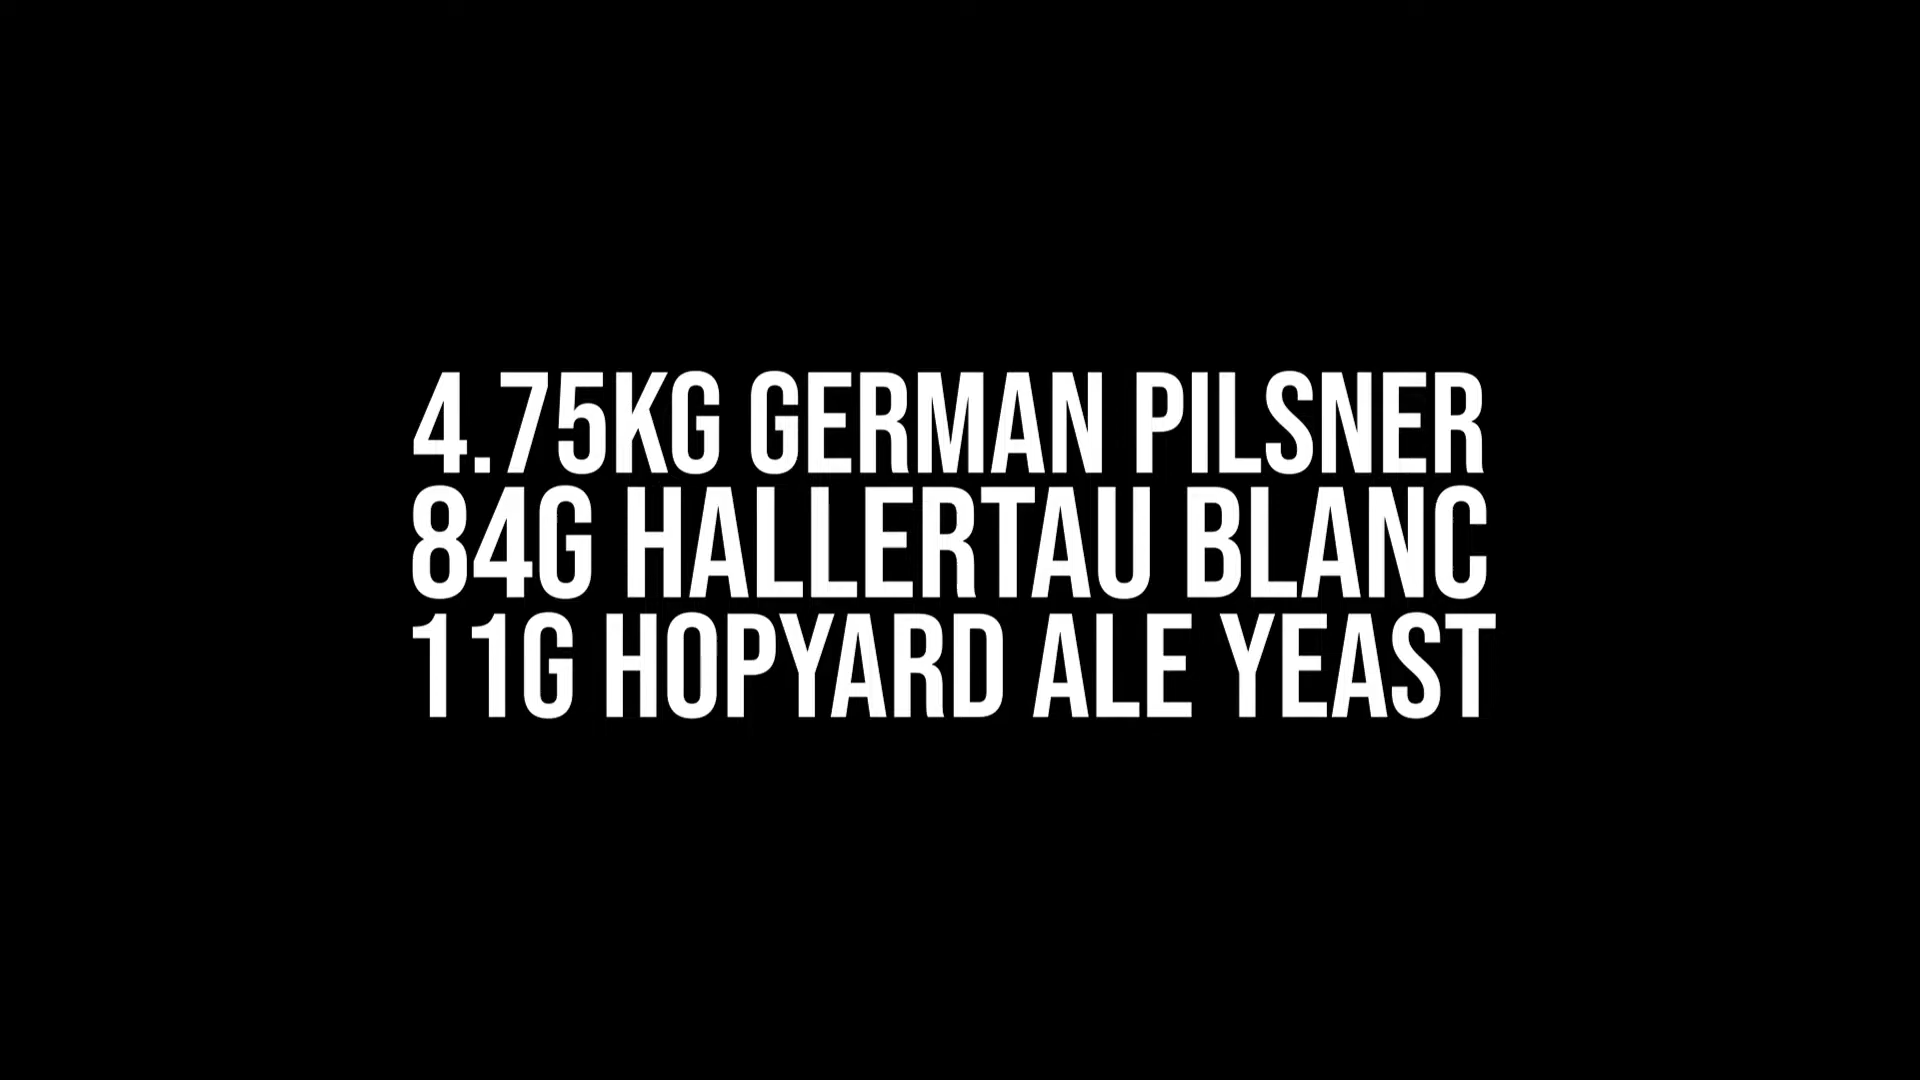 4.75KG GERMAN PILSNER
84G HALLERTAU BLANC
11G HOPYARD ALE YEAST